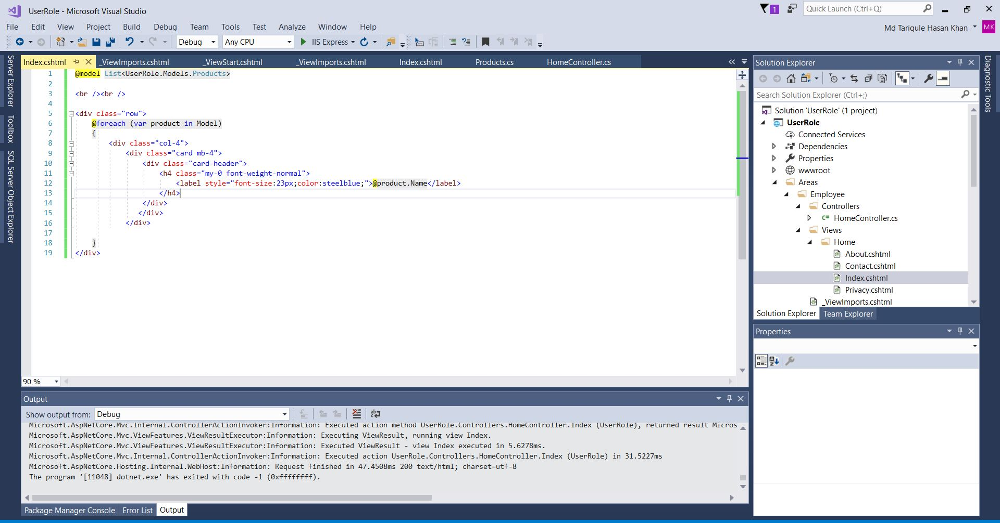 UserRole - Microsoft Visual Studio
1
Quick Launch (Ctrl+Q)
File Edit View Project Build Debug Team Tools Test Analyze Window Help
Md Tariqule Hasan Khan MK
Debug Any CPU IIS Express
Server Explorer
Toolbox
SQL Server Object Explorer
Index.cshtml _ViewImports.cshtml _ViewStart.cshtml _ViewImports.cshtml Index.cshtml Products.cs HomeController.cs
1 @model List<UserRole.Models.Products>
2
3 <br /><br />
4
5 <div class="row">
6 @foreach (var product in Model)
7 {
8 <div class="col-4">
9 <div class="card mb-4">
10 <div class="card-header">
11 <h4 class="my-0 font-weight-normal">
12 <label style="font-size:23px;color:steelblue;">@product.Name</label>
13 </h4>
14 </div>
15 </div>
16 </div>
17
18 }
19 </div>
90 %
Output
Show output from: Debug
Microsoft.AspNetCore.Mvc.Internal.ControllerActionInvoker:Information: Executed action method UserRole.Controllers.HomeController.Index (UserRole), returned result Micros
Microsoft.AspNetCore.Mvc.ViewFeatures.ViewResultExecutor:Information: Executing ViewResult, running view Index.
Microsoft.AspNetCore.Mvc.ViewFeatures.ViewResultExecutor:Information: Executed ViewResult - view Index executed in 5.6278ms.
Microsoft.AspNetCore.Mvc.Internal.ControllerActionInvoker:Information: Executed action UserRole.Controllers.HomeController.Index (UserRole) in 31.5227ms
Microsoft.AspNetCore.Hosting.Internal.WebHost:Information: Request finished in 47.4508ms 200 text/html; charset=utf-8
The program '[11048] dotnet.exe' has exited with code -1 (0xffffffff).
Package Manager Console Error List Output
Solution Explorer
Search Solution Explorer (Ctrl+;)
Solution 'UserRole' (1 project)
UserRole
Connected Services
Dependencies
Properties
wwwroot
Areas
Employee
Controllers
C# HomeController.cs
Views
Home
About.cshtml
Contact.cshtml
Index.cshtml
Privacy.cshtml
_ViewImports.cshtml
Solution Explorer Team Explorer
Properties
Diagnostic Tools